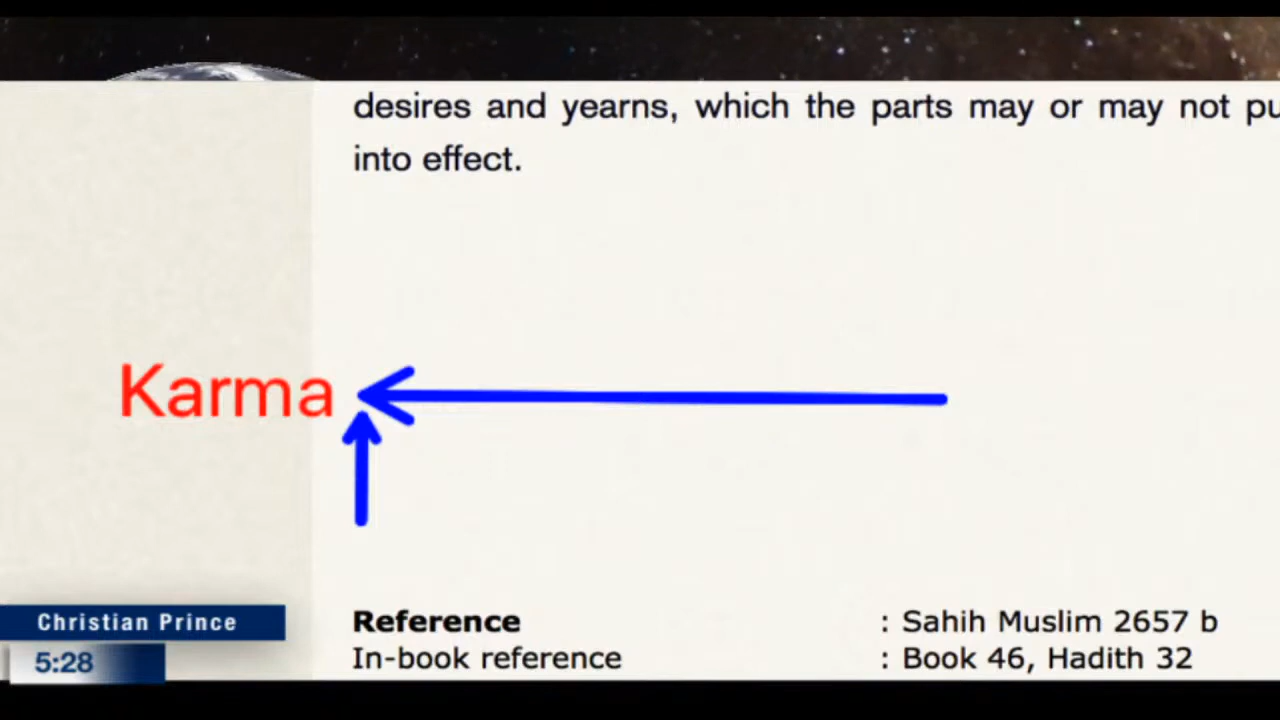 desires and yearns, which the parts may or may not pu
into effect.
Karma
Christian Prince
5:28
Reference : Sahih Muslim 2657 b
In-book reference : Book 46, Hadith 32